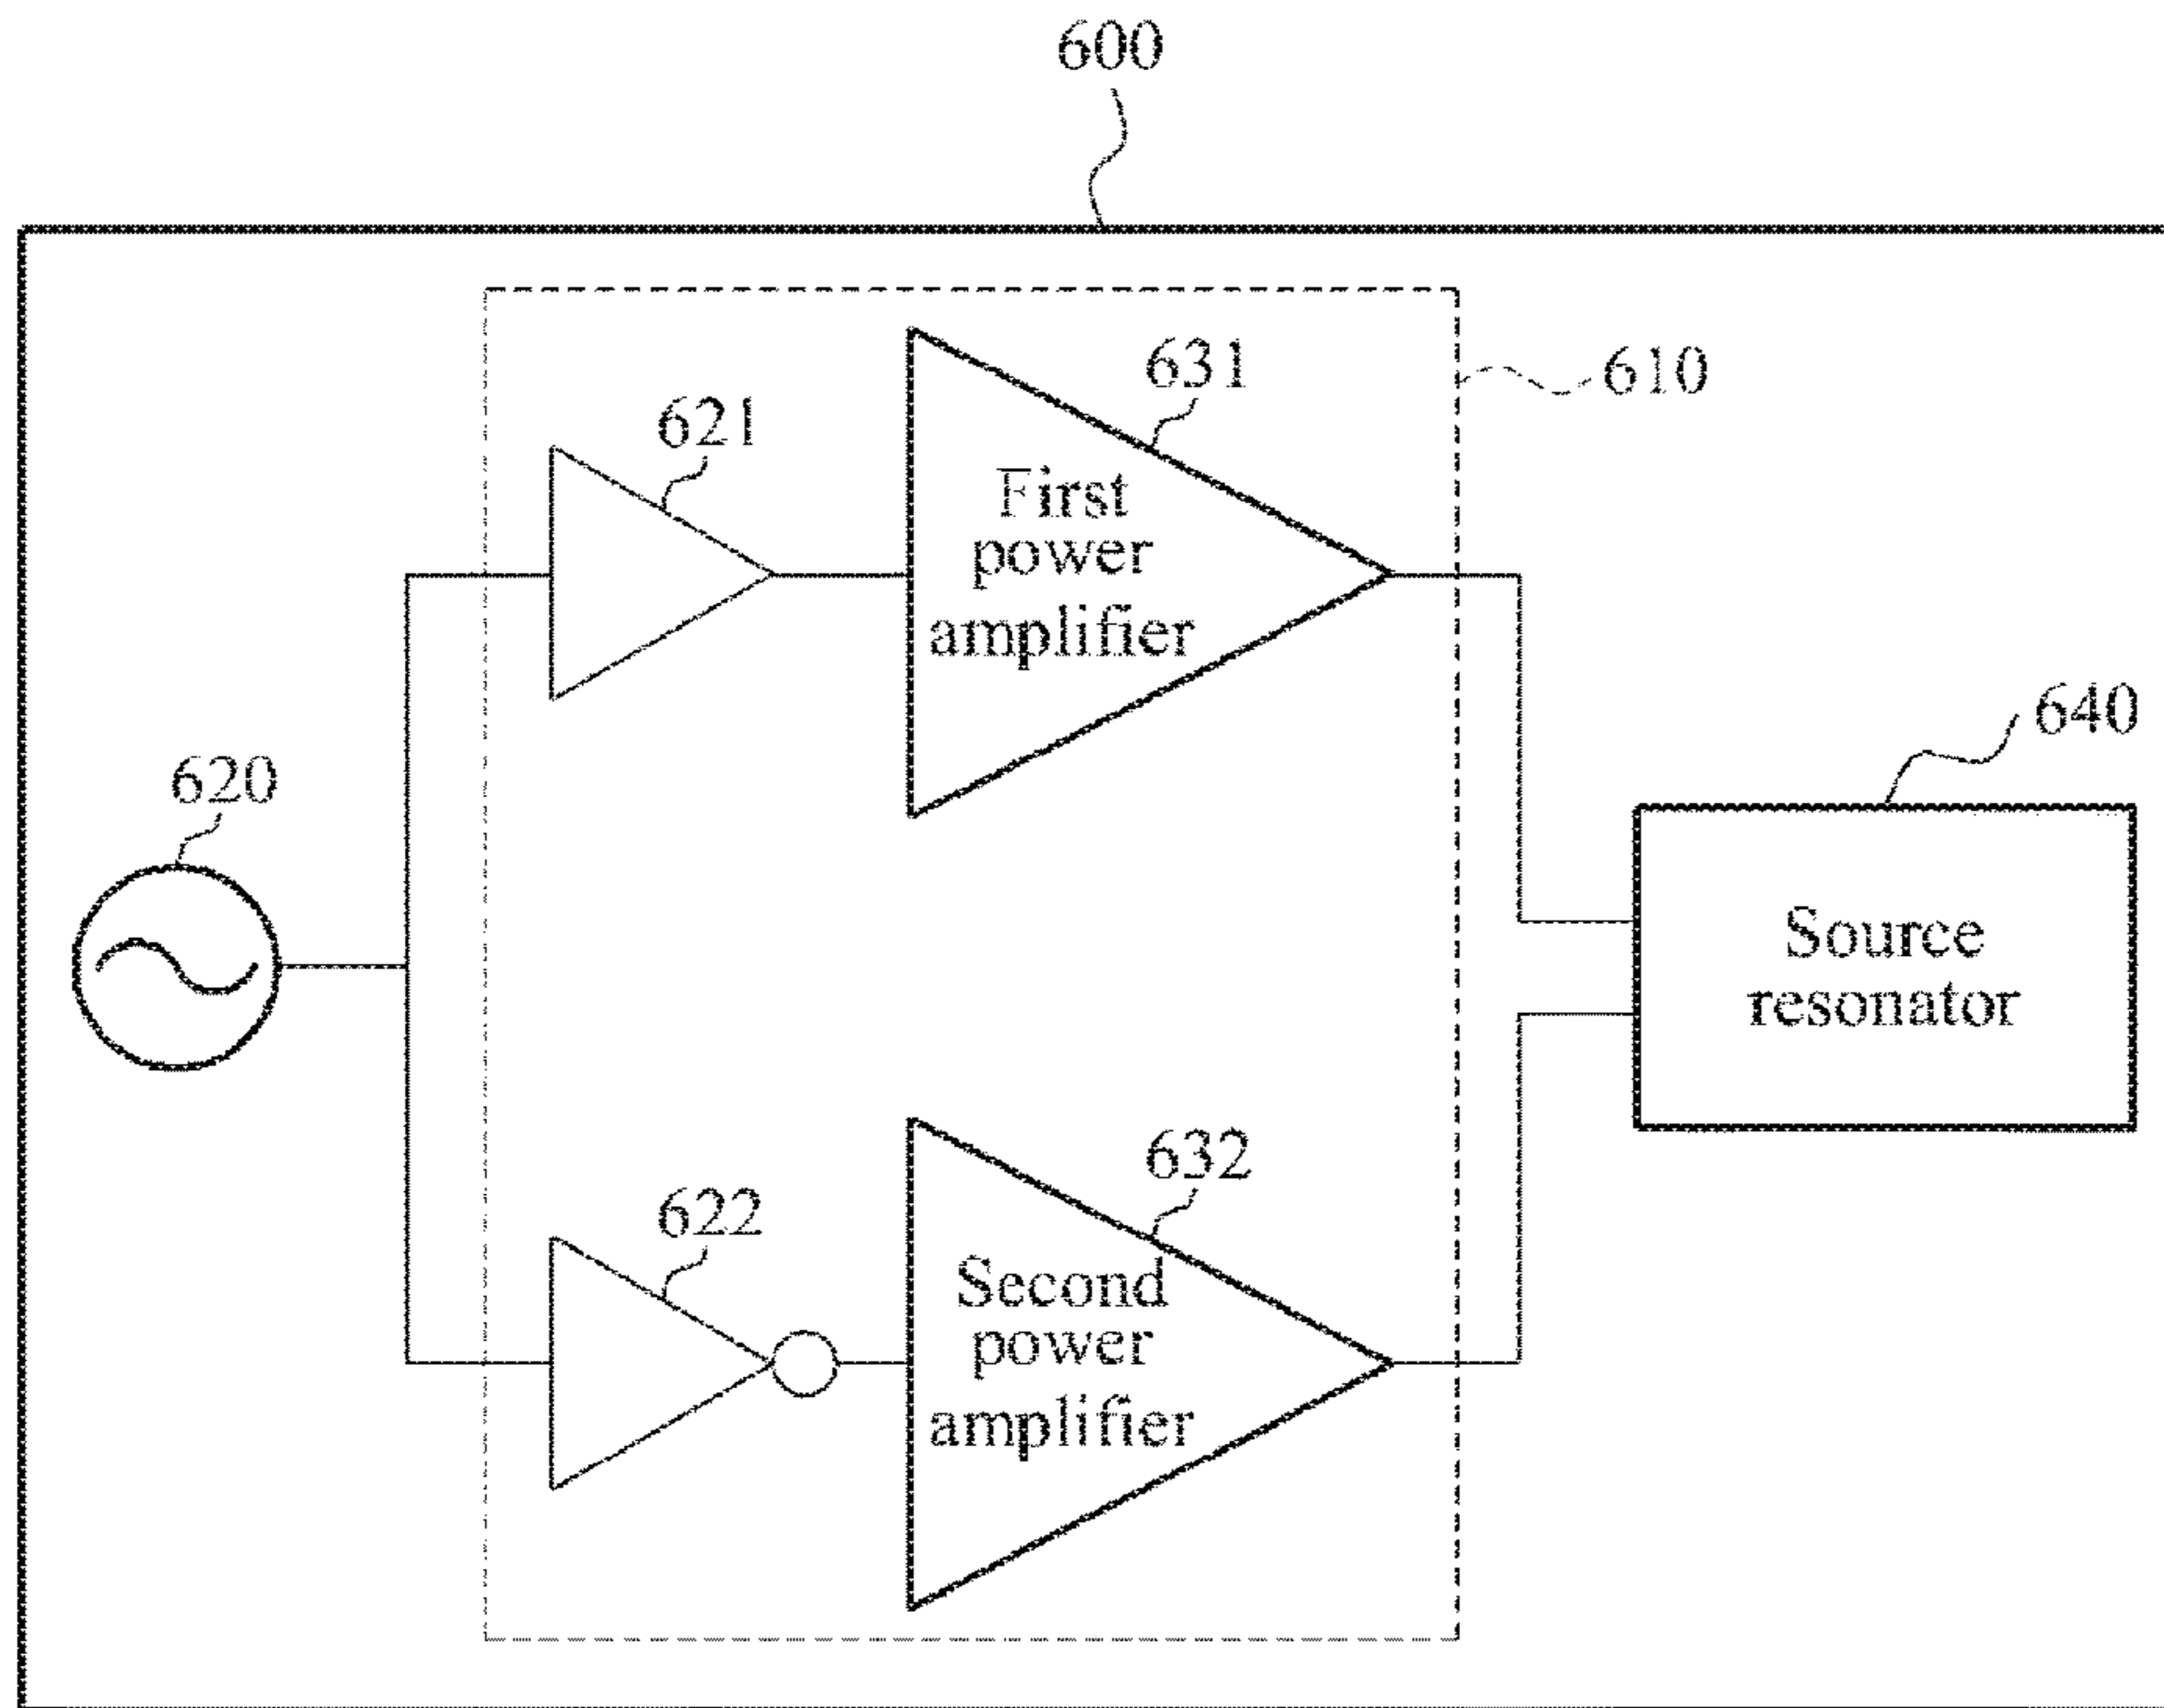 600
631
610
621
First
power
amplifier
640
620
Source
resonator
632
622
Second
power
amplifier